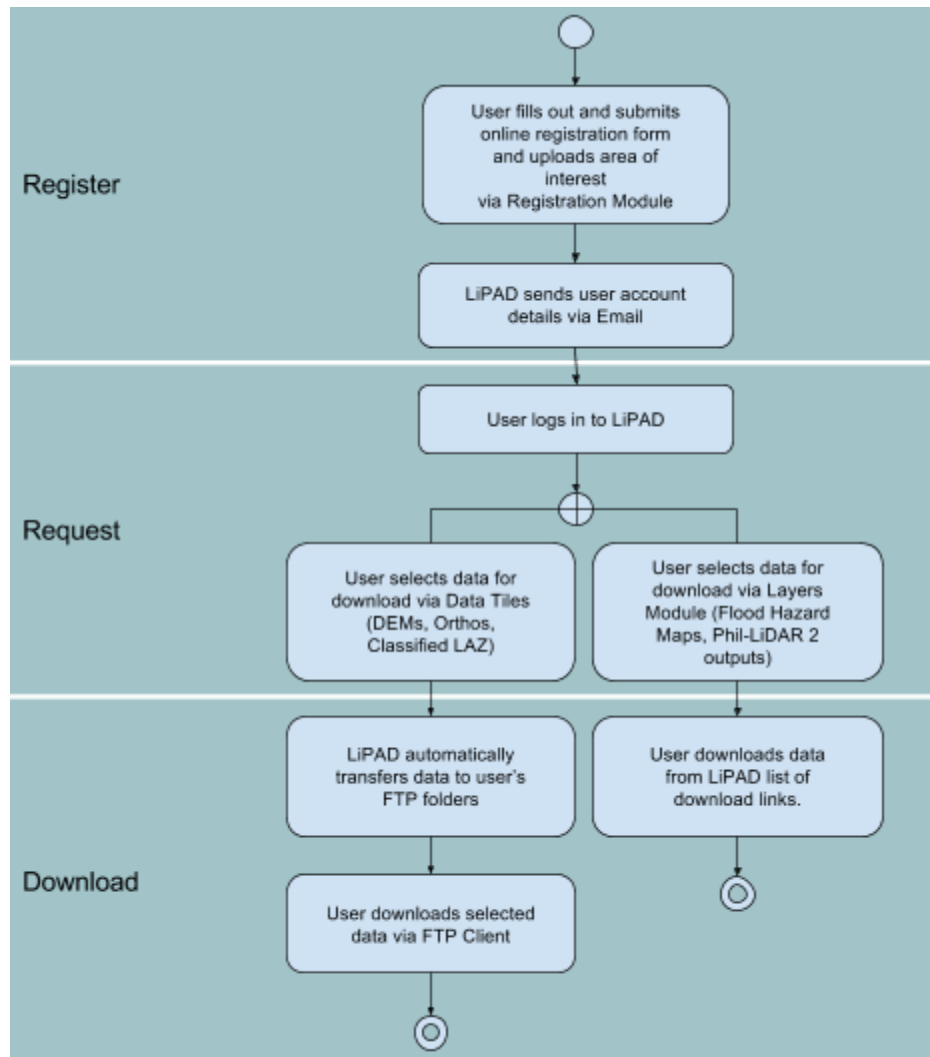 Register
User fills out and submits
online registration form
and uploads area of
interest
via Registration Module
LiPAD sends user account
details via Email
Request
User logs in to LiPAD
User selects data for
download via Data Tiles
(DEMs, Orthos,
Classified LAZ)
User selects data for
download via Layers
Module (Flood Hazard
Maps, Phil-LiDAR 2
outputs)
Download
LiPAD automatically
transfers data to user's
FTP folders
User downloads data
from LiPAD list of
download links.
User downloads selected
data via FTP Client